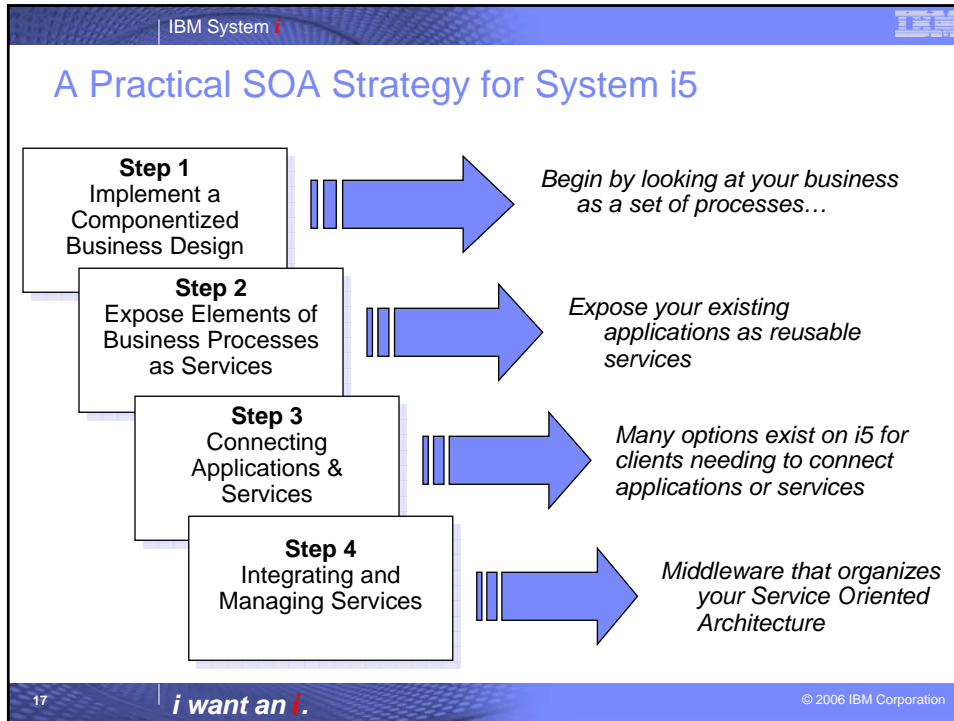 IBM System i
IBM
A Practical SOA Strategy for System i5
Step 1
Implement a
Componentized
Business Design
Begin by looking at your business
as a set of processes…
Step 2
Expose Elements of
Business Processes
as Services
Expose your existing
applications as reusable
services
Step 3
Connecting
Applications &
Services
Many options exist on i5 for
clients needing to connect
applications or services
Step 4
Integrating and
Managing Services
Middleware that organizes
your Service Oriented
Architecture
17
i want an i.
© 2006 IBM Corporation